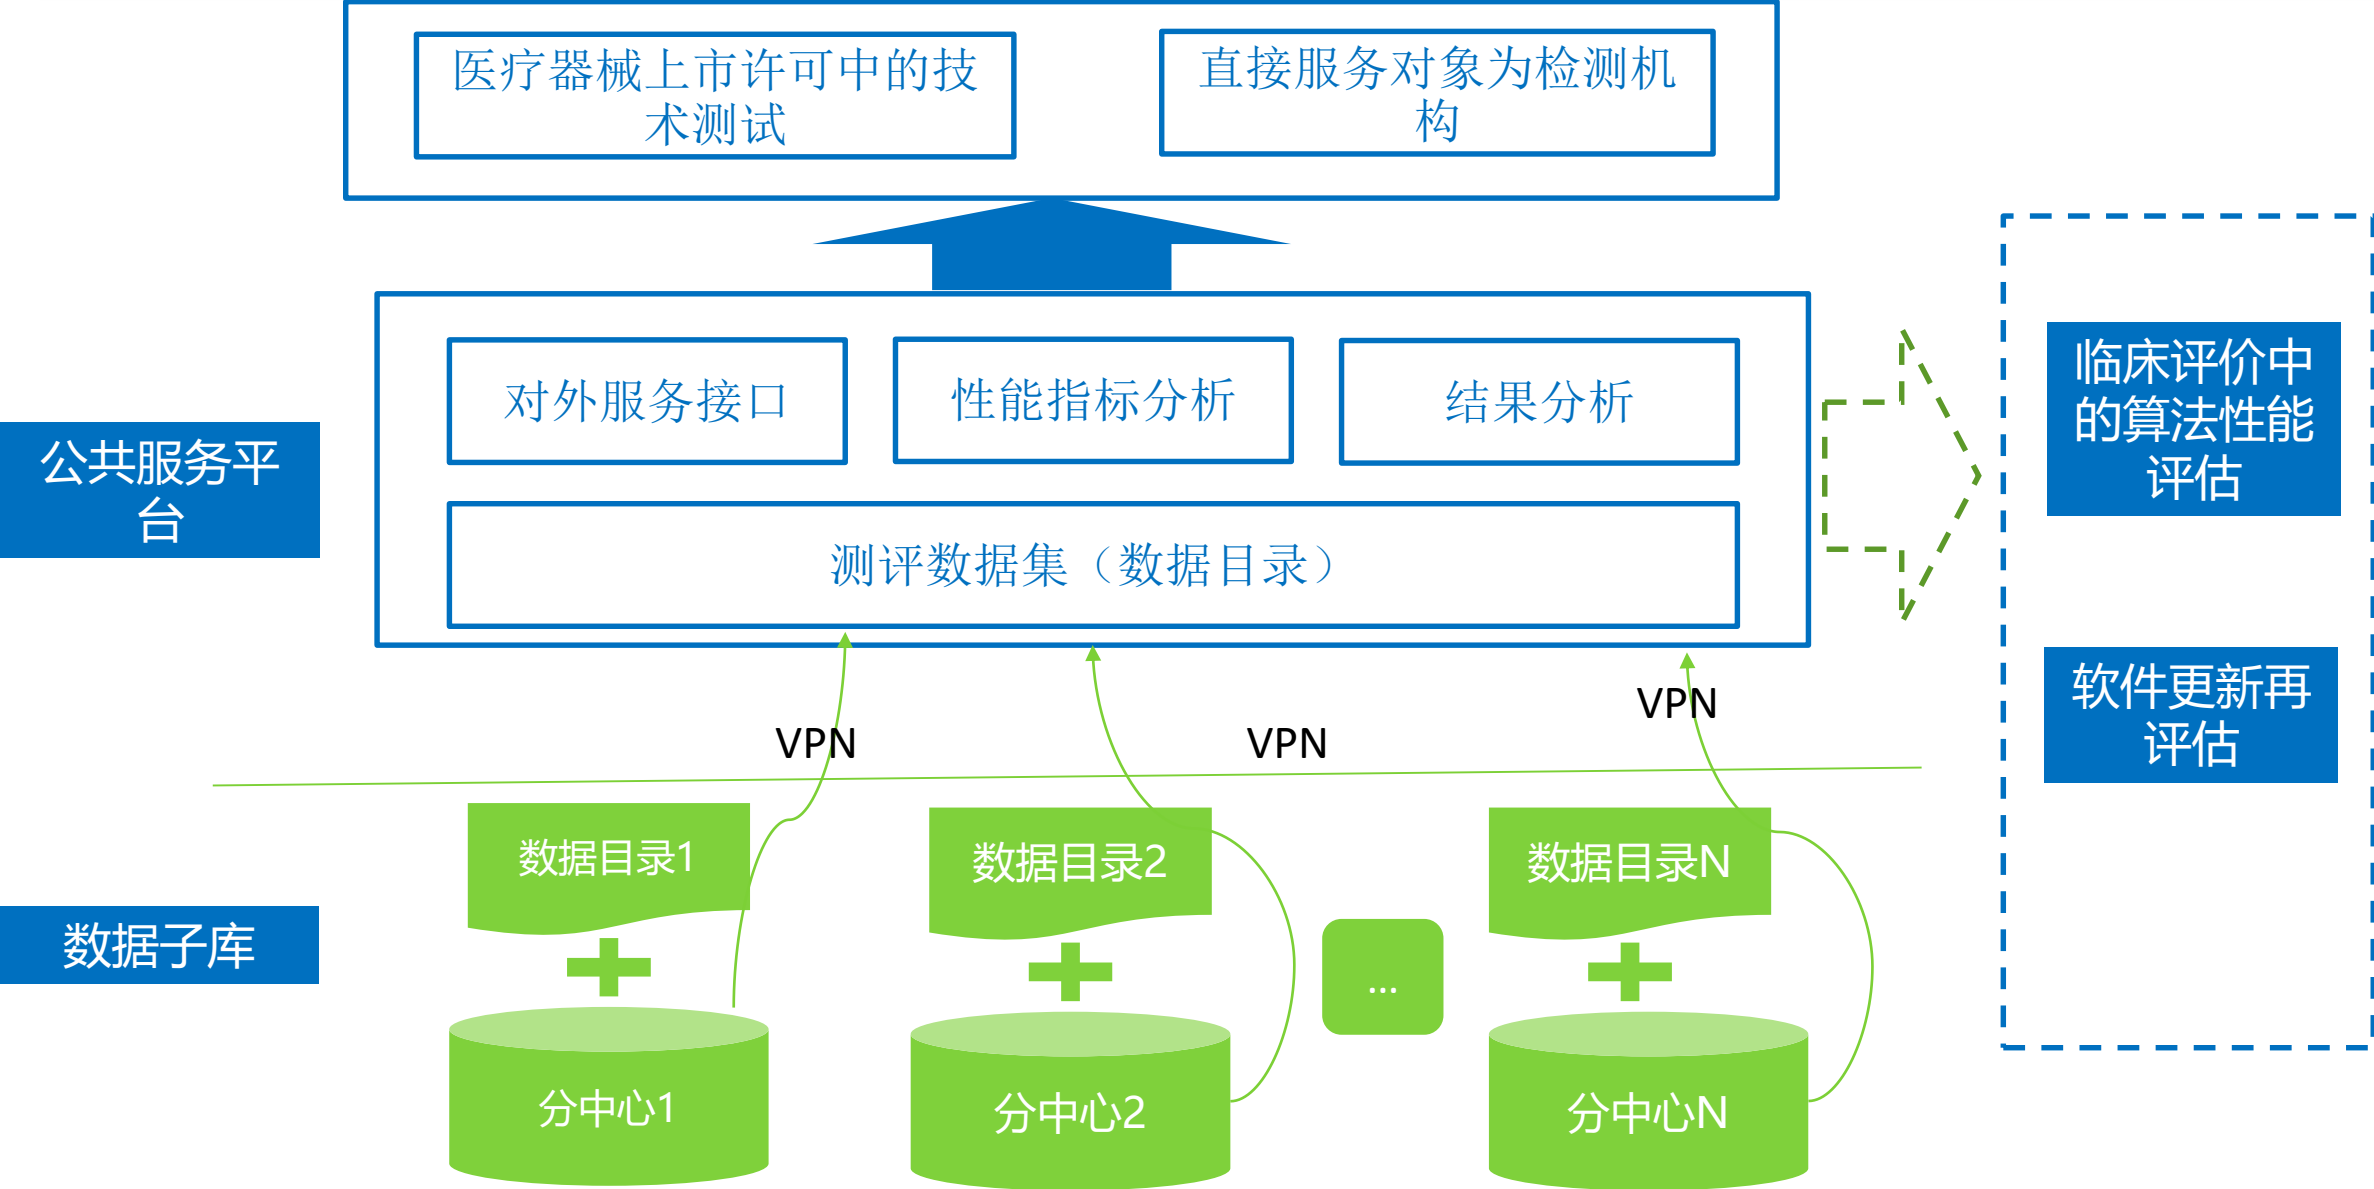 医疗器械上市许可中的技
术测试
直接服务对象为检测机
构
对外服务接口
性能指标分析
结果分析
公共服务平
台
测评数据集（数据目录）
临床评价中
的算法性能
评估
软件更新再
评估
VPN
VPN
VPN
数据目录1
数据目录2
数据目录N
数据子库
...
分中心1
分中心2
分中心N